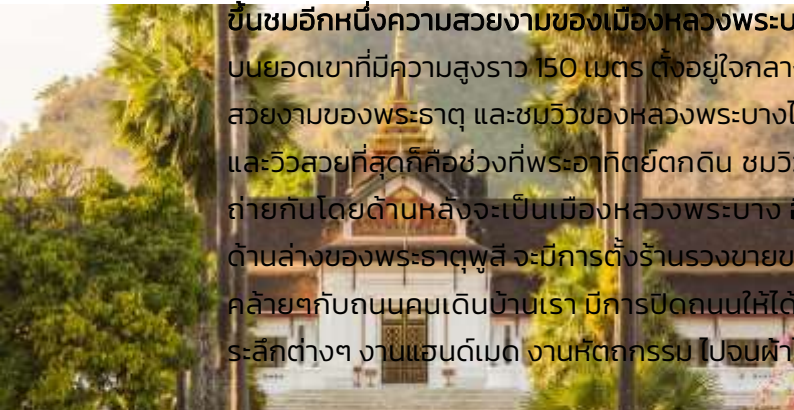 ขึ้นชมอีกหนึ่งความสวยงามของเมืองหลวงพระบ
บนยอดเขาที่มีความสูงราว 150 เมตร ตั้งอยู่ใจกลา
สวยงามของพระธาตุ และชมวิวของหลวงพระบางไ
และวิวสวยที่สุดก็คือช่วงที่พระอาทิตย์ตกดิน ชมวิ
ถ่ายกันโดยด้านหลังจะเป็นเมืองหลวงพระบาง
ด้านล่างของพระธาตุพูสี จะมีการตั้งร้านรวงขายข
คล้ายๆกับถนนคนเดินบ้านเรา มีการปิดถนนให้ได้
ระลึกต่างๆ งานแฮนด์เมด งานหัตถกรรม ไปจนผ้า